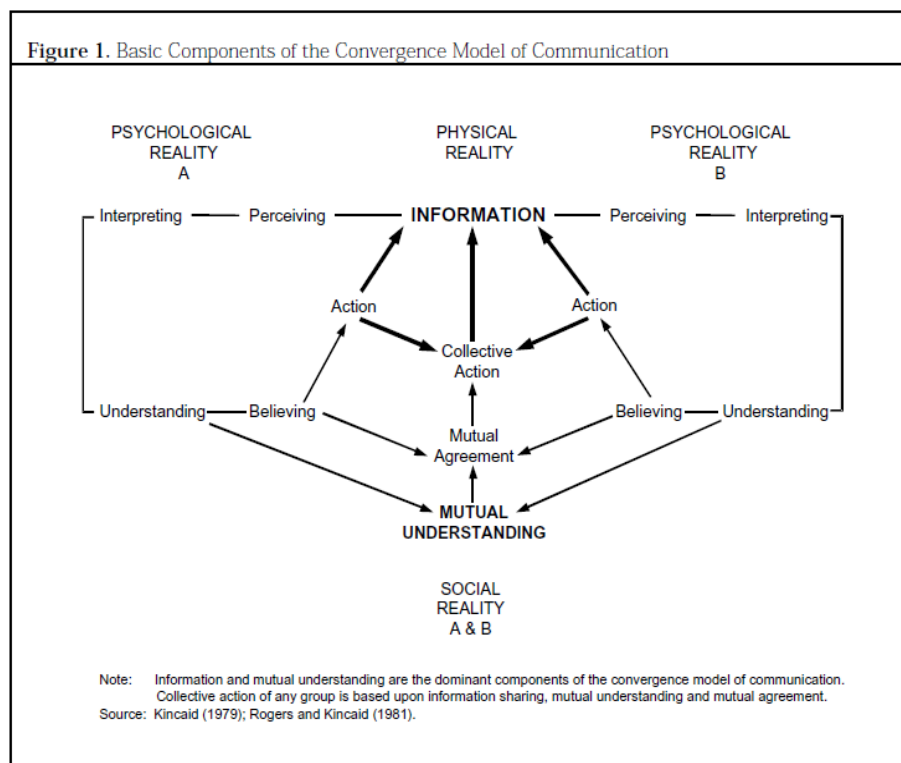 Figure 1. Basic Components of the Convergence Model of Communication
PSYCHOLOGICAL
REALITY
A
PHYSICAL
REALITY
PSYCHOLOGICAL
REALITY
B
Interpreting Perceiving INFORMATION Perceiving Interpreting
Action Action
Collective
Action
Understanding Believing Believing Understanding
Mutual
Agreement
MUTUAL
UNDERSTANDING
SOCIAL
REALITY
A & B
Note: Information and mutual understanding are the dominant components of the convergence model of communication.
Collective action of any group is based upon information sharing, mutual understanding and mutual agreement.
Source: Kincaid (1979); Rogers and Kincaid (1981).